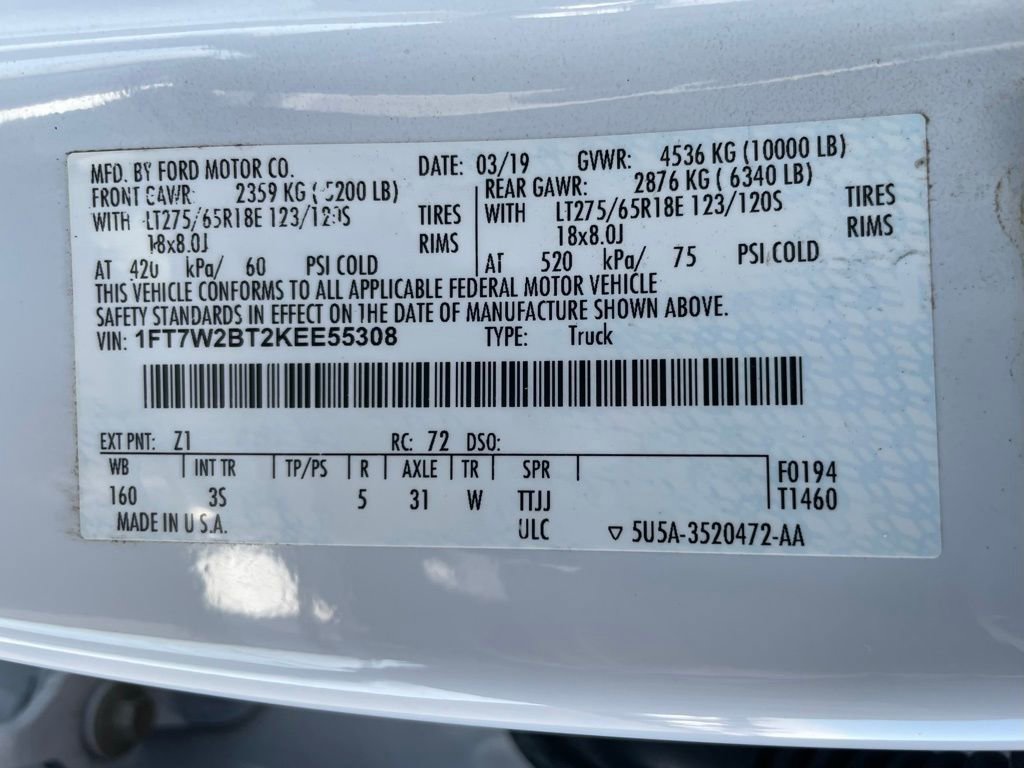 MFD. BY FORD MOTOR CO. DATE: 03/19 GVWR: 4536 KG (10000 LB)
FRONT GAWR: 2359 KG (5200 LB) REAR GAWR: 2876 KG ( 6340 LB)
WITH LT275/65R18E 123/120S TIRES WITH LT275/65R18E 123/120S TIRES
18x8.0J RIMS 18x8.0J RIMS
AT 420 kPa/ 60 PSI COLD AT 520 kPa/ 75 PSI COLD
THIS VEHICLE CONFORMS TO ALL APPLICABLE FEDERAL MOTOR VEHICLE
SAFETY STANDARDS IN EFFECT ON THE DATE OF MANUFACTURE SHOWN ABOVE.
VIN: 1FT7W2BT2KEE55308 TYPE: Truck
EXT PNT: Z1 RC: 72 DSO:
WB INT TR TP/PS R AXLE TR SPR F0194
160 3S 5 31 W TTJJ T1460
MADE IN U.S.A. ULC 5U5A-3520472-AA